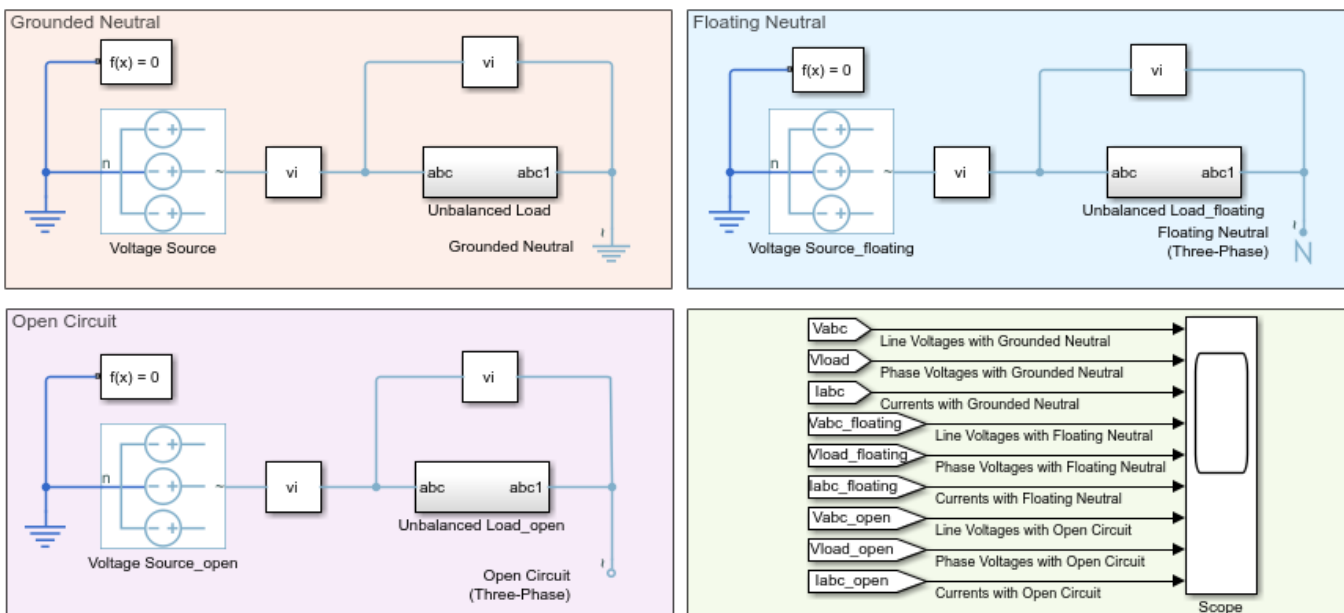 Grounded Neutral
f(x) = 0
vi
n
~
vi
abc abc1
Unbalanced Load
Voltage Source
Grounded Neutral
~
Floating Neutral
f(x) = 0
vi
n
~
vi
abc abc1
Unbalanced Load_floating
Voltage Source_floating
Floating Neutral
(Three-Phase)
~
N
Open Circuit
f(x) = 0
vi
n
~
vi
abc abc1
Unbalanced Load_open
Voltage Source_open
Open Circuit
(Three-Phase)
~
Vabc
Line Voltages with Grounded Neutral
Vload
Phase Voltages with Grounded Neutral
Iabc
Currents with Grounded Neutral
Vabc_floating
Line Voltages with Floating Neutral
Vload_floating
Phase Voltages with Floating Neutral
Iabc_floating
Currents with Floating Neutral
Vabc_open
Line Voltages with Open Circuit
Vload_open
Phase Voltages with Open Circuit
Iabc_open
Currents with Open Circuit
Scope